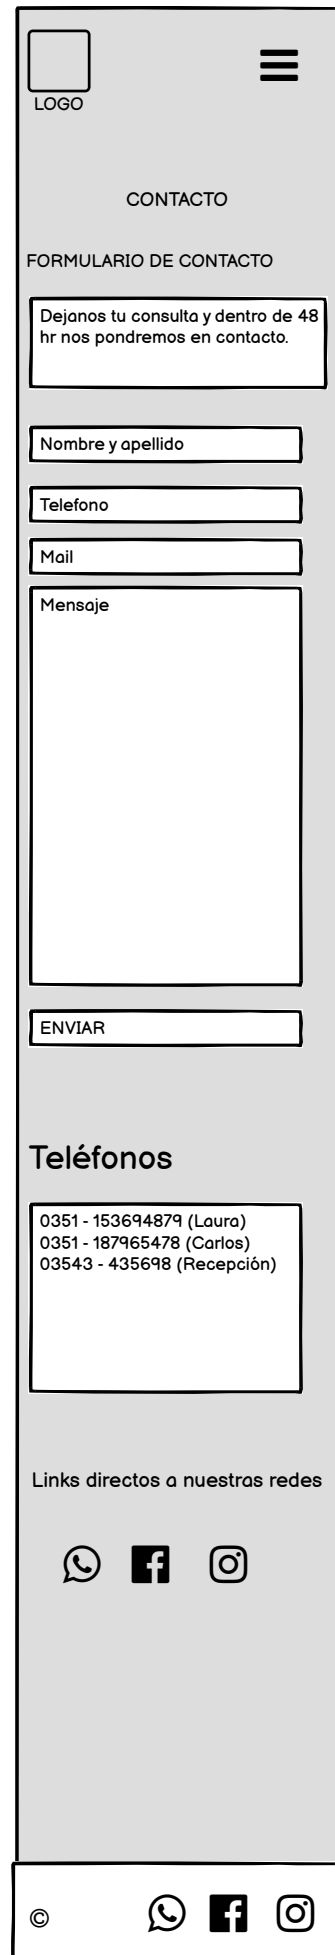 LOGO
CONTACTO
FORMULARIO DE CONTACTO
Dejanos tu consulta y dentro de 48
hr nos pondremos en contacto.
Nombre y apellido
Telefono
Mail
Mensaje
ENVIAR
Teléfonos
0351 - 153694879 (Laura)
0351 - 187965478 (Carlos)
03543 - 435698 (Recepción)
Links directos a nuestras redes
©